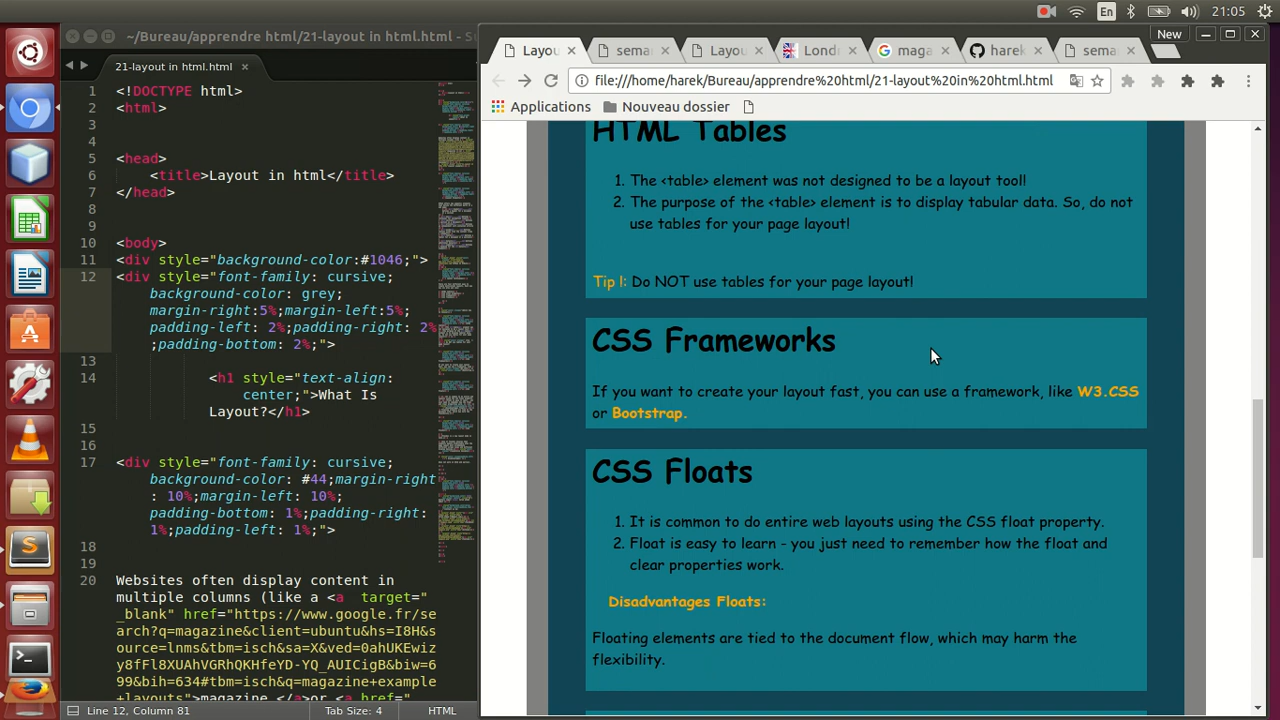 En
21:05
~/Bureau/apprendre html/21-layout in html.html - Su
21-layout in html.html
1 <!DOCTYPE html>
2 <html>
3
4
5 <head>
6 <title>Layout in html</title>
7 </head>
8
9
10 <body>
11 <div style="background-color:#1046;">
12 <div style="font-family: cursive;
background-color: grey;
margin-right:5%;margin-left:5%;
padding-left: 2%;padding-right: 2%
;padding-bottom: 2%;">
13
14 <h1 style="text-align:
center;">What Is
Layout?</h1>
15
16
17 <div style="font-family: cursive;
background-color: #44;margin-right
: 10%;margin-left: 10%;
padding-bottom: 1%;padding-right:
1%;padding-left: 1%;">
18
19
20 Websites often display content in
multiple columns (like a <a target="
_blank" href="https://www.google.fr/se
arch?q=magazine&client=ubuntu&hs=I8H&s
ource=lnms&tbm=isch&sa=X&ved=0ahUKEwiz
y8fFl8XUAhVGRhQKHfeYD-YQ_AUICigB&biw=6
99&bih=634#tbm=isch&q=magazine+example
+layouts">magazine </a>or <a href="
Line 12, Column 81
Tab Size: 4
HTML
New
Layou
sema
Layou
Londr
maga
harek
sema
file:///home/harek/Bureau/apprendre%20html/21-layout%20in%20html.html
Applications
Nouveau dossier
HTML Tables
1. The <table> element was not designed to be a layout tool!
2. The purpose of the <table> element is to display tabular data. So, do not
use tables for your page layout!
Tip !: Do NOT use tables for your page layout!
CSS Frameworks
If you want to create your layout fast, you can use a framework, like W3.CSS
or Bootstrap.
CSS Floats
1. It is common to do entire web layouts using the CSS float property.
2. Float is easy to learn - you just need to remember how the float and
clear properties work.
Disadvantages Floats:
Floating elements are tied to the document flow, which may harm the
flexibility.